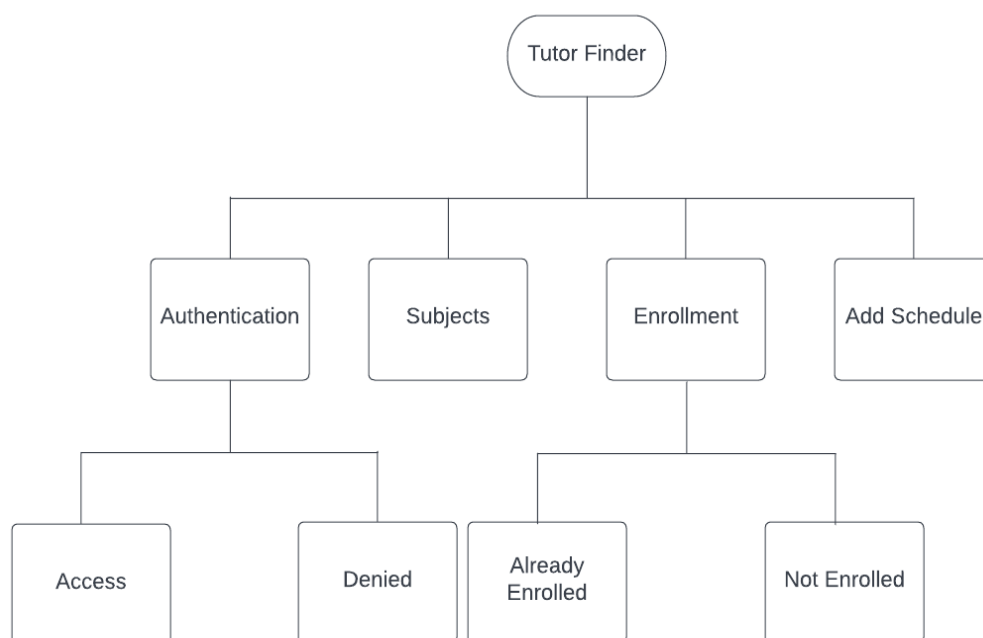 Tutor Finder
Authentication
Subjects
Enrollment
Add Schedule
Access
Denied
Already
Enrolled
Not Enrolled